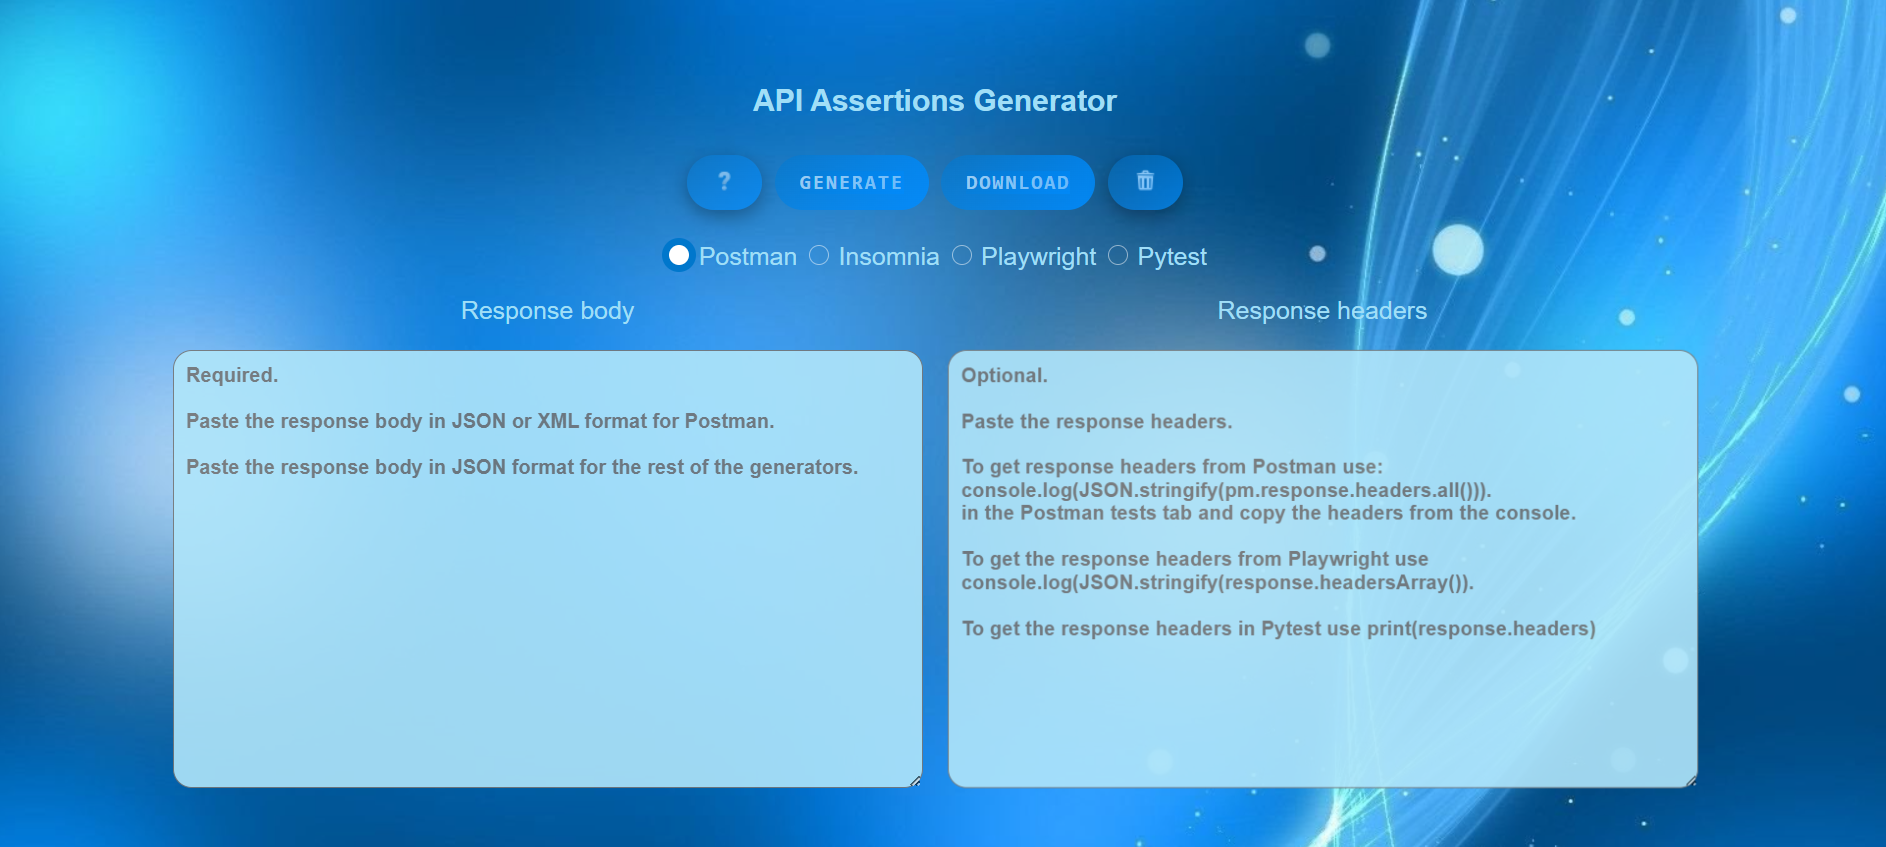 API Assertions Generator
?
GENERATE
DOWNLOAD
Postman
Insomnia
Playwright
Pytest
Response body
Response headers
Required.
Paste the response body in JSON or XML format for Postman.
Paste the response body in JSON format for the rest of the generators.
Optional.
Paste the response headers.
To get response headers from Postman use:
console.log(JSON.stringify(pm.response.headers.all())).
in the Postman tests tab and copy the headers from the console.
To get the response headers from Playwright use
console.log(JSON.stringify(response.headersArray()).
To get the response headers in Pytest use print(response.headers)